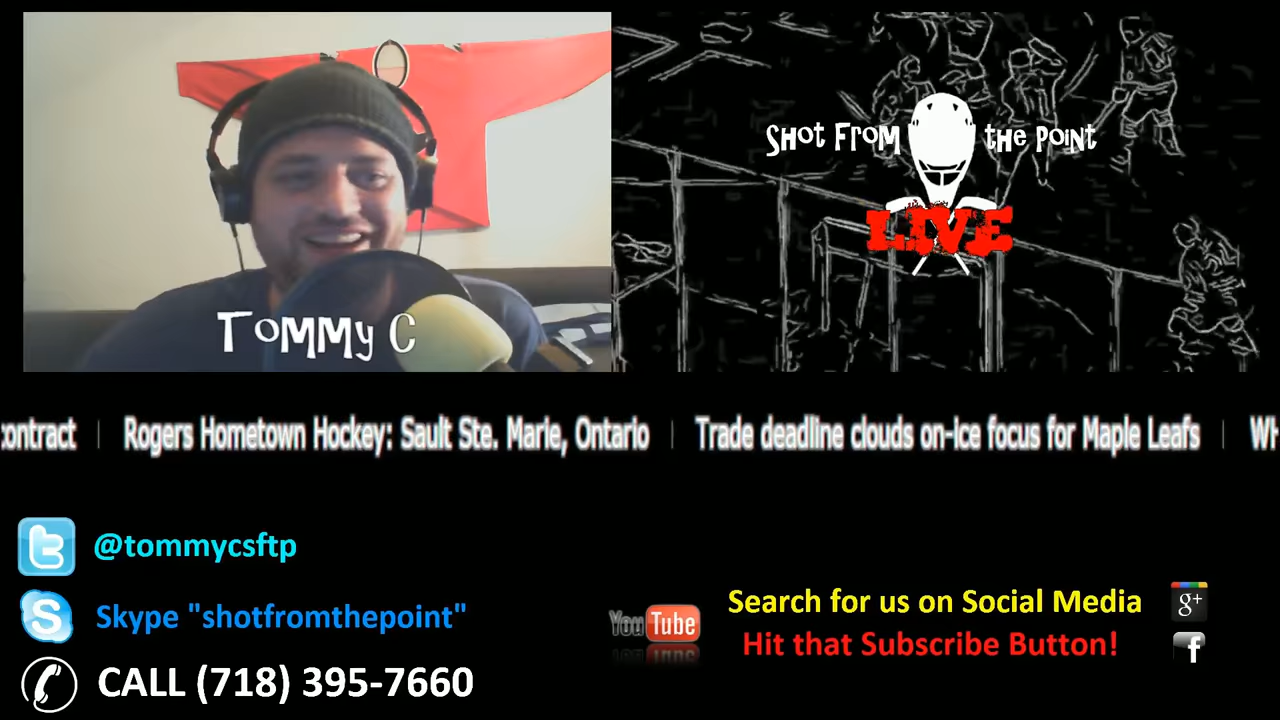 SHOT FROM the POINT
LIVE
TOMMY C
contract | Rogers Hometown Hockey: Sault Ste. Marie, Ontario | Trade deadline clouds on-ice focus for Maple Leafs |
@tommycsftp
Skype "shotfromthepoint"
CALL (718) 395-7660
YouTube
Search for us on Social Media
Hit that Subscribe Button!
g+